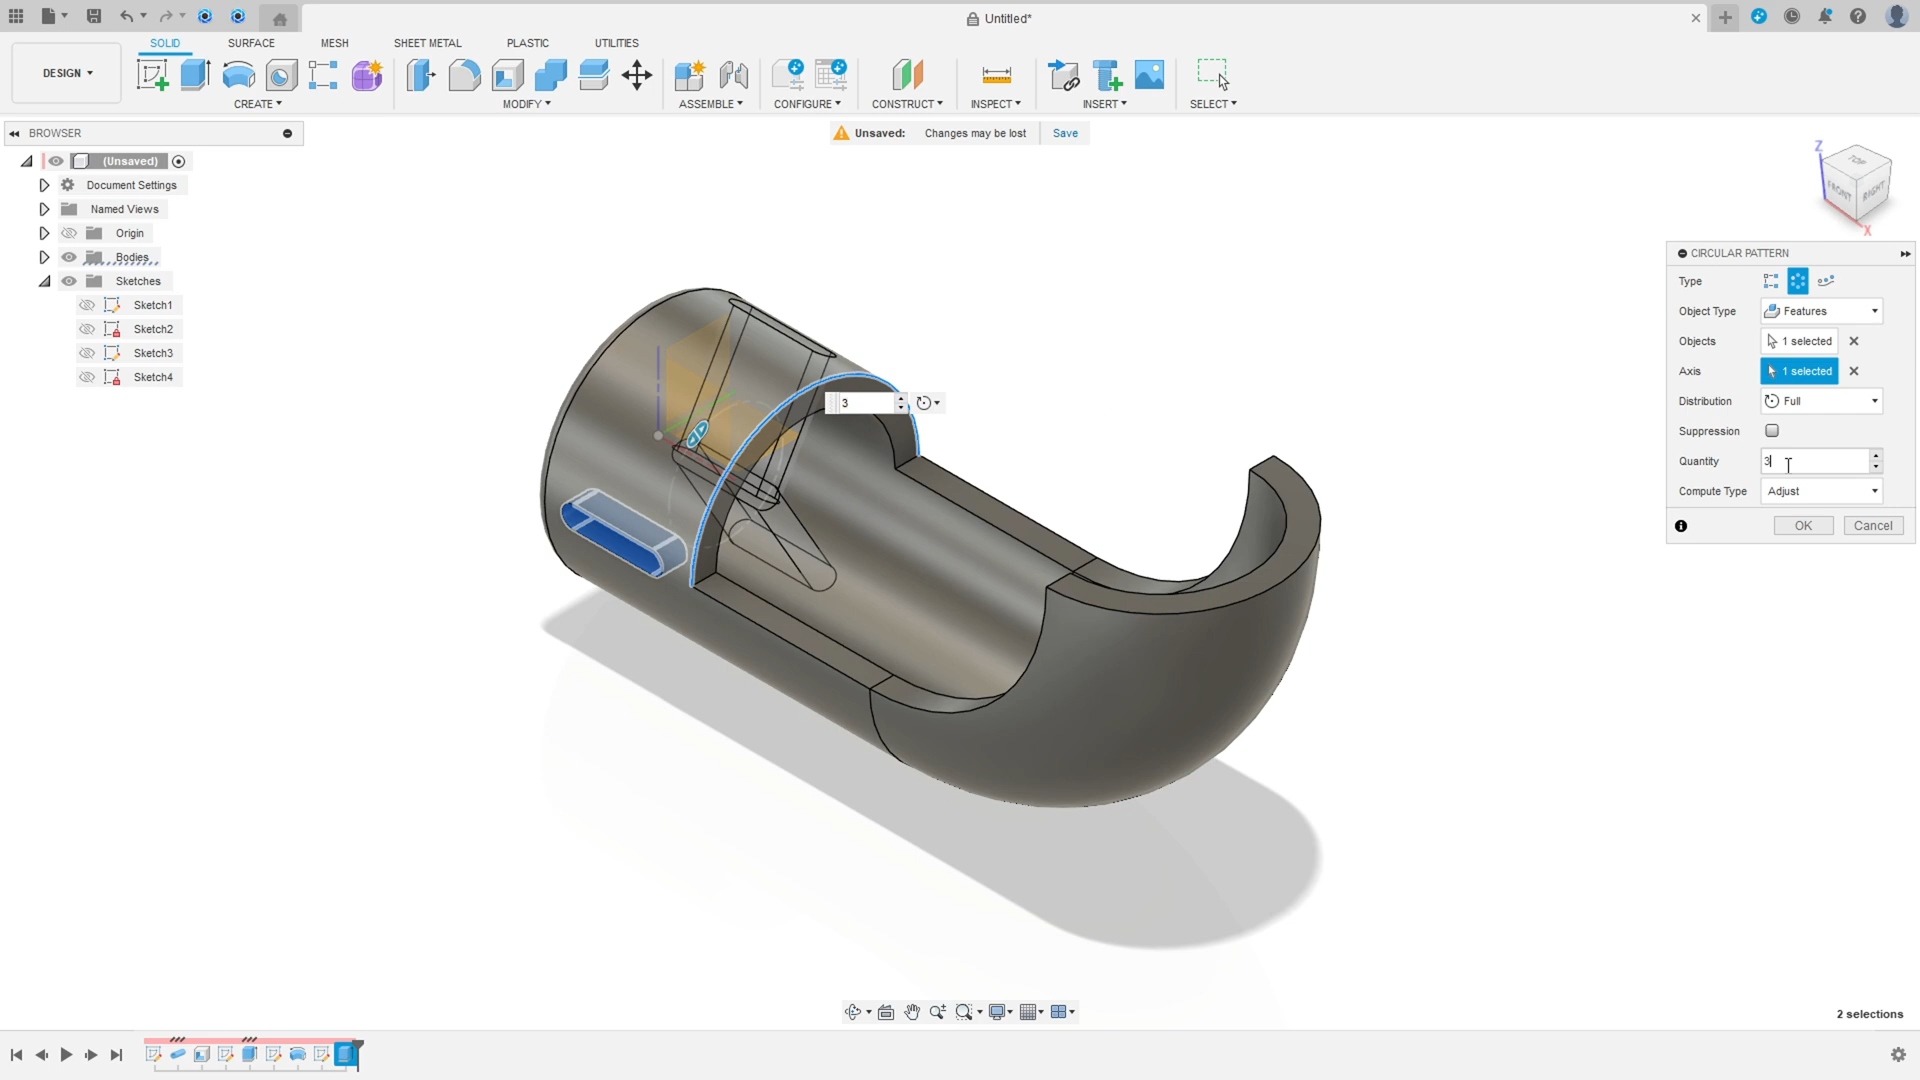 Untitled*
SOLID
SURFACE
MESH
SHEET METAL
PLASTIC
UTILITIES
DESIGN
CREATE
MODIFY
ASSEMBLE
CONFIGURE
CONSTRUCT
INSPECT
INSERT
SELECT
BROWSER
Unsaved: Changes may be lost Save
(Unsaved)
Document Settings
Named Views
Origin
Bodies
Sketches
Sketch1
Sketch2
Sketch3
Sketch4
Z
TOP
FRONT
RIGHT
X
CIRCULAR PATTERN
Type
Object Type Features
Objects 1 selected
Axis 1 selected
Distribution Full
Suppression
Quantity 3
Compute Type Adjust
OK Cancel
3
2 selections